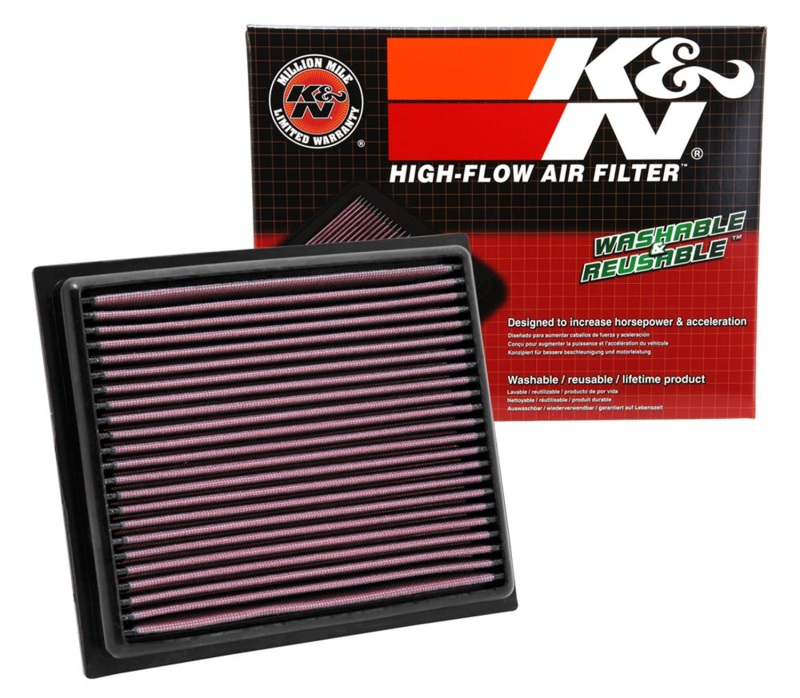 MILLION MILE
K&N
LIMITED WARRANTY
®
K&N®
HIGH-FLOW AIR FILTER™
WASHABLE
&
REUSABLE™
Designed to increase horsepower & acceleration
Diseñado para aumentar caballos de fuerza y aceleración
Conçu pour augmenter la puissance et l'accélération du véhicule
Konzipiert für bessere beschleunigung und motorleistung
Washable / reusable / lifetime product
Lavable / reutilizable / producto de por vida
Nettoyable / réutilisable / produit durable
Auswaschbar / wiederverwendbar / garantiert auf Lebenszeit